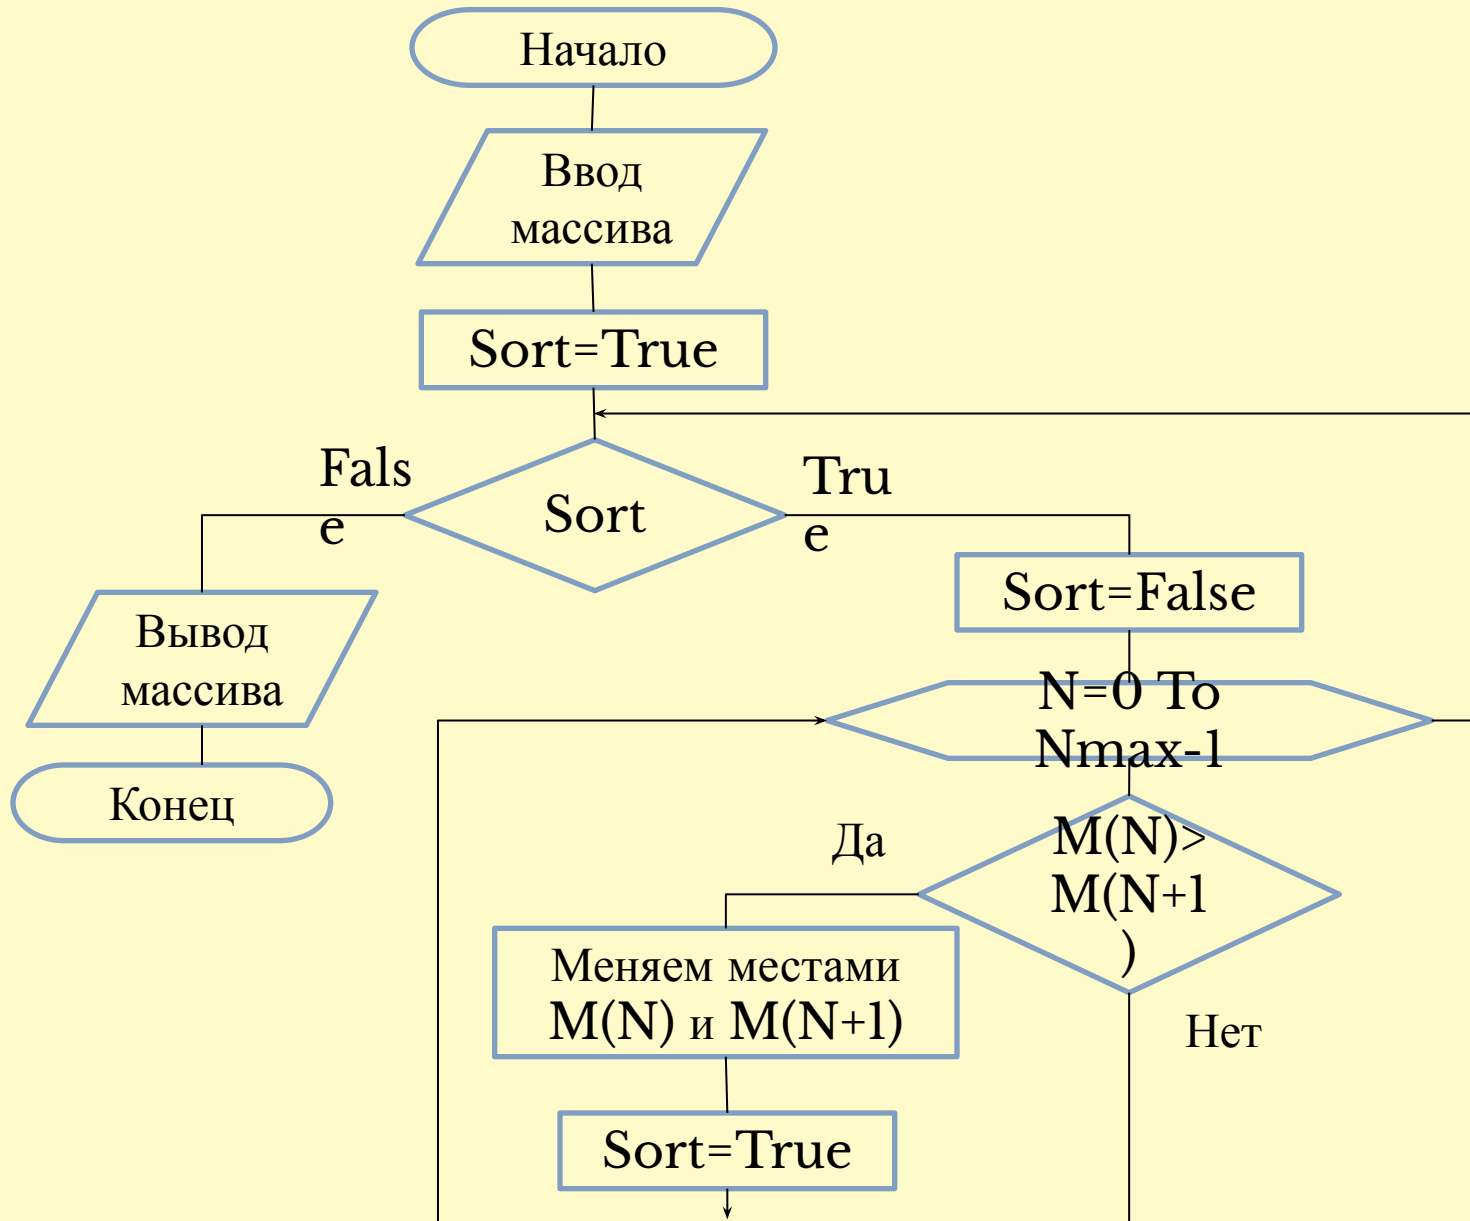 Начало
Ввод
массива
Sort=True
Fals
e
Sort
Tru
e
Sort=False
Вывод
массива
N=0 To
Nmax-1
Конец
Да
M(N)>
M(N+1
)
Меняем местами
M(N) и M(N+1)
Нет
Sort=True